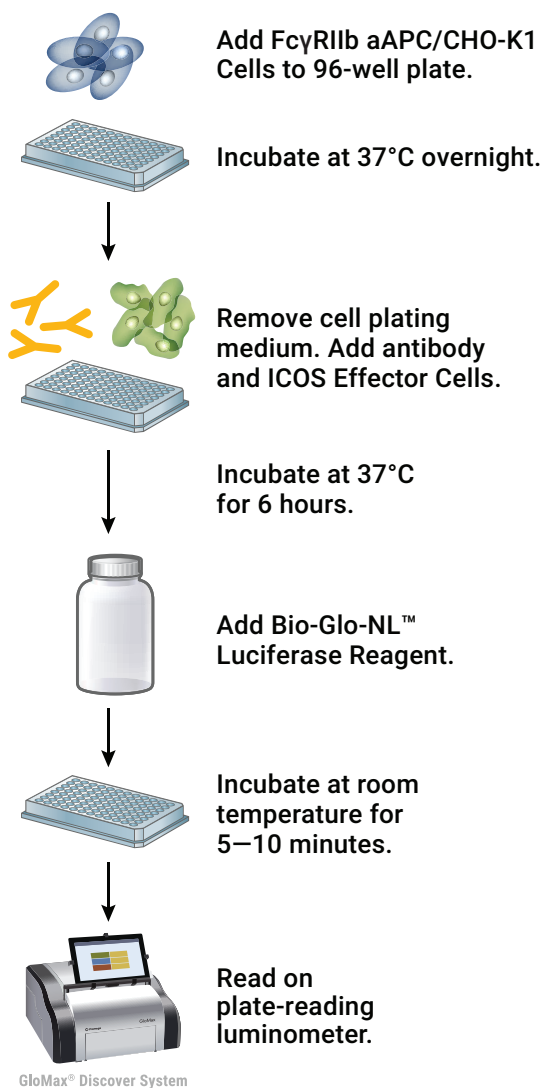 Add FcγRIIb aAPC/CHO-K1
Cells to 96-well plate.
Incubate at 37°C overnight.
Remove cell plating
medium. Add antibody
and ICOS Effector Cells.
Incubate at 37°C
for 6 hours.
Add Bio-Glo-NL™
Luciferase Reagent.
Incubate at room
temperature for
5–10 minutes.
Read on
plate-reading
luminometer.
GloMax
GloMax® Discover System